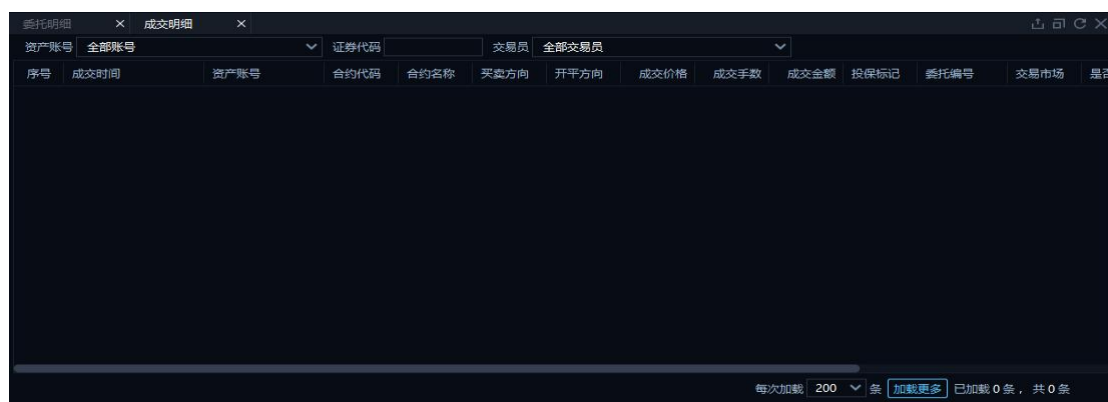 委托明细 成交明细
资产账号 全部账号 证券代码 交易员 全部交易员
序号 成交时间 资产账号 合约代码 合约名称 买卖方向 开平方向 成交价格 成交手数 成交金额 投保标记 委托编号 交易市场 是否
每次加载 200 条 加载更多 已加载 0 条， 共 0 条